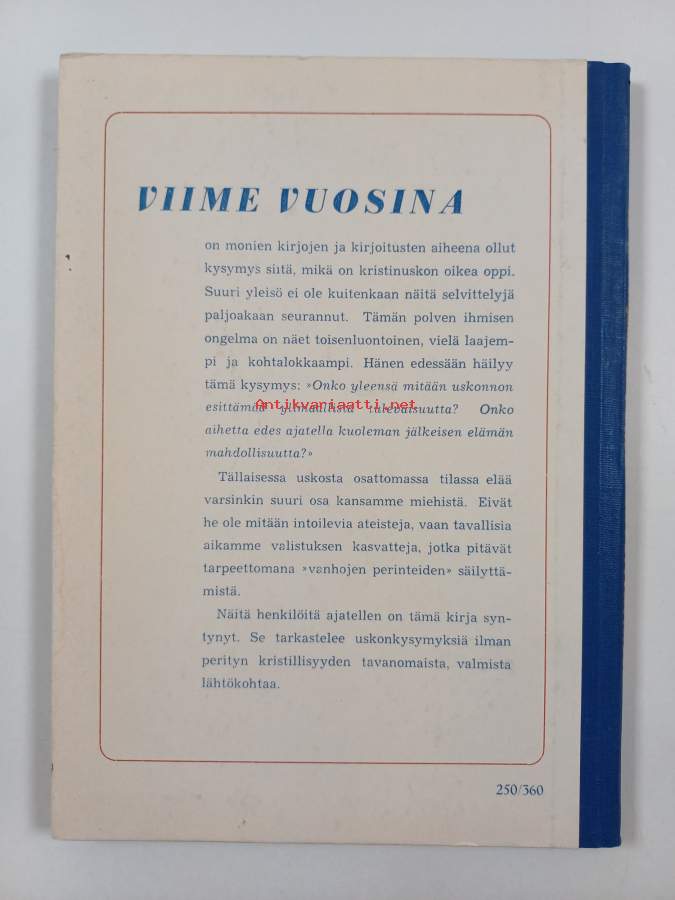 VIIME VUOSINA
on monien kirjojen ja kirjoitusten aiheena ollut
kysymys siitä, mikä on kristinuskon oikea oppi.
Suuri yleisö ei ole kuitenkaan näitä selvittelyjä
paljoakaan seurannut. Tämän polven ihmisen
ongelma on näet toisenluontoinen, vielä laajem-
pi ja kohtalokkaampi. Hänen edessään häilyy
tämä kysymys: »Onko yleensä mitään uskonnon
Antikvariaatti.net
esittämää ylimaallista tulevaisuutta? Onko
aihetta edes ajatella kuoleman jälkeisen elämän
mahdollisuutta?»
Tällaisessa uskosta osattomassa tilassa elää
varsinkin suuri osa kansamme miehistä. Eivät
he ole mitään intoilevia ateisteja, vaan tavallisia
aikamme valistuksen kasvatteja, jotka pitävät
tarpeettomana »vanhojen perinteiden» säilyttä-
mistä.
Näitä henkilöitä ajatellen on tämä kirja syn-
tynyt. Se tarkastelee uskonkysymyksiä ilman
perityn kristillisyyden tavanomaista, valmista
lähtökohtaa.
250/360